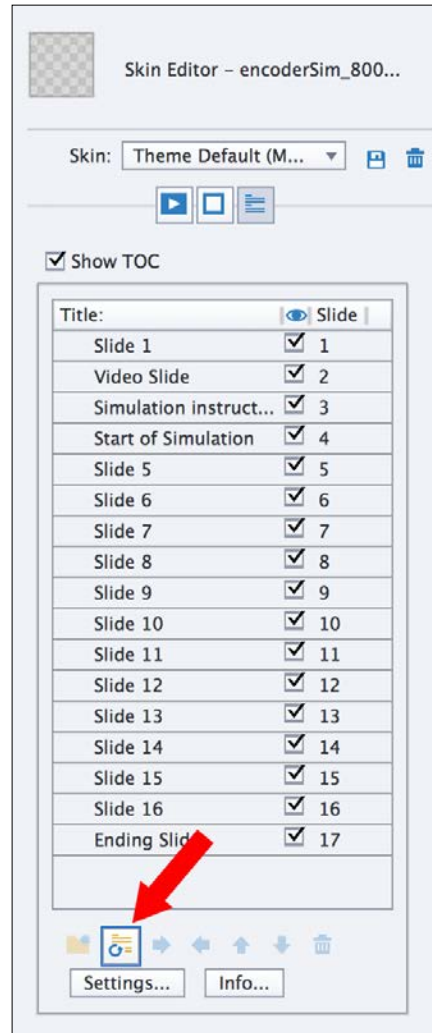 Skin Editor – encoderSim_800...
Skin: Theme Default (M...
Show TOC
Title: Slide
Slide 1 1
Video Slide 2
Simulation instruct... 3
Start of Simulation 4
Slide 5 5
Slide 6 6
Slide 7 7
Slide 8 8
Slide 9 9
Slide 10 10
Slide 11 11
Slide 12 12
Slide 13 13
Slide 14 14
Slide 15 15
Slide 16 16
Ending Slid 17
Settings... Info...